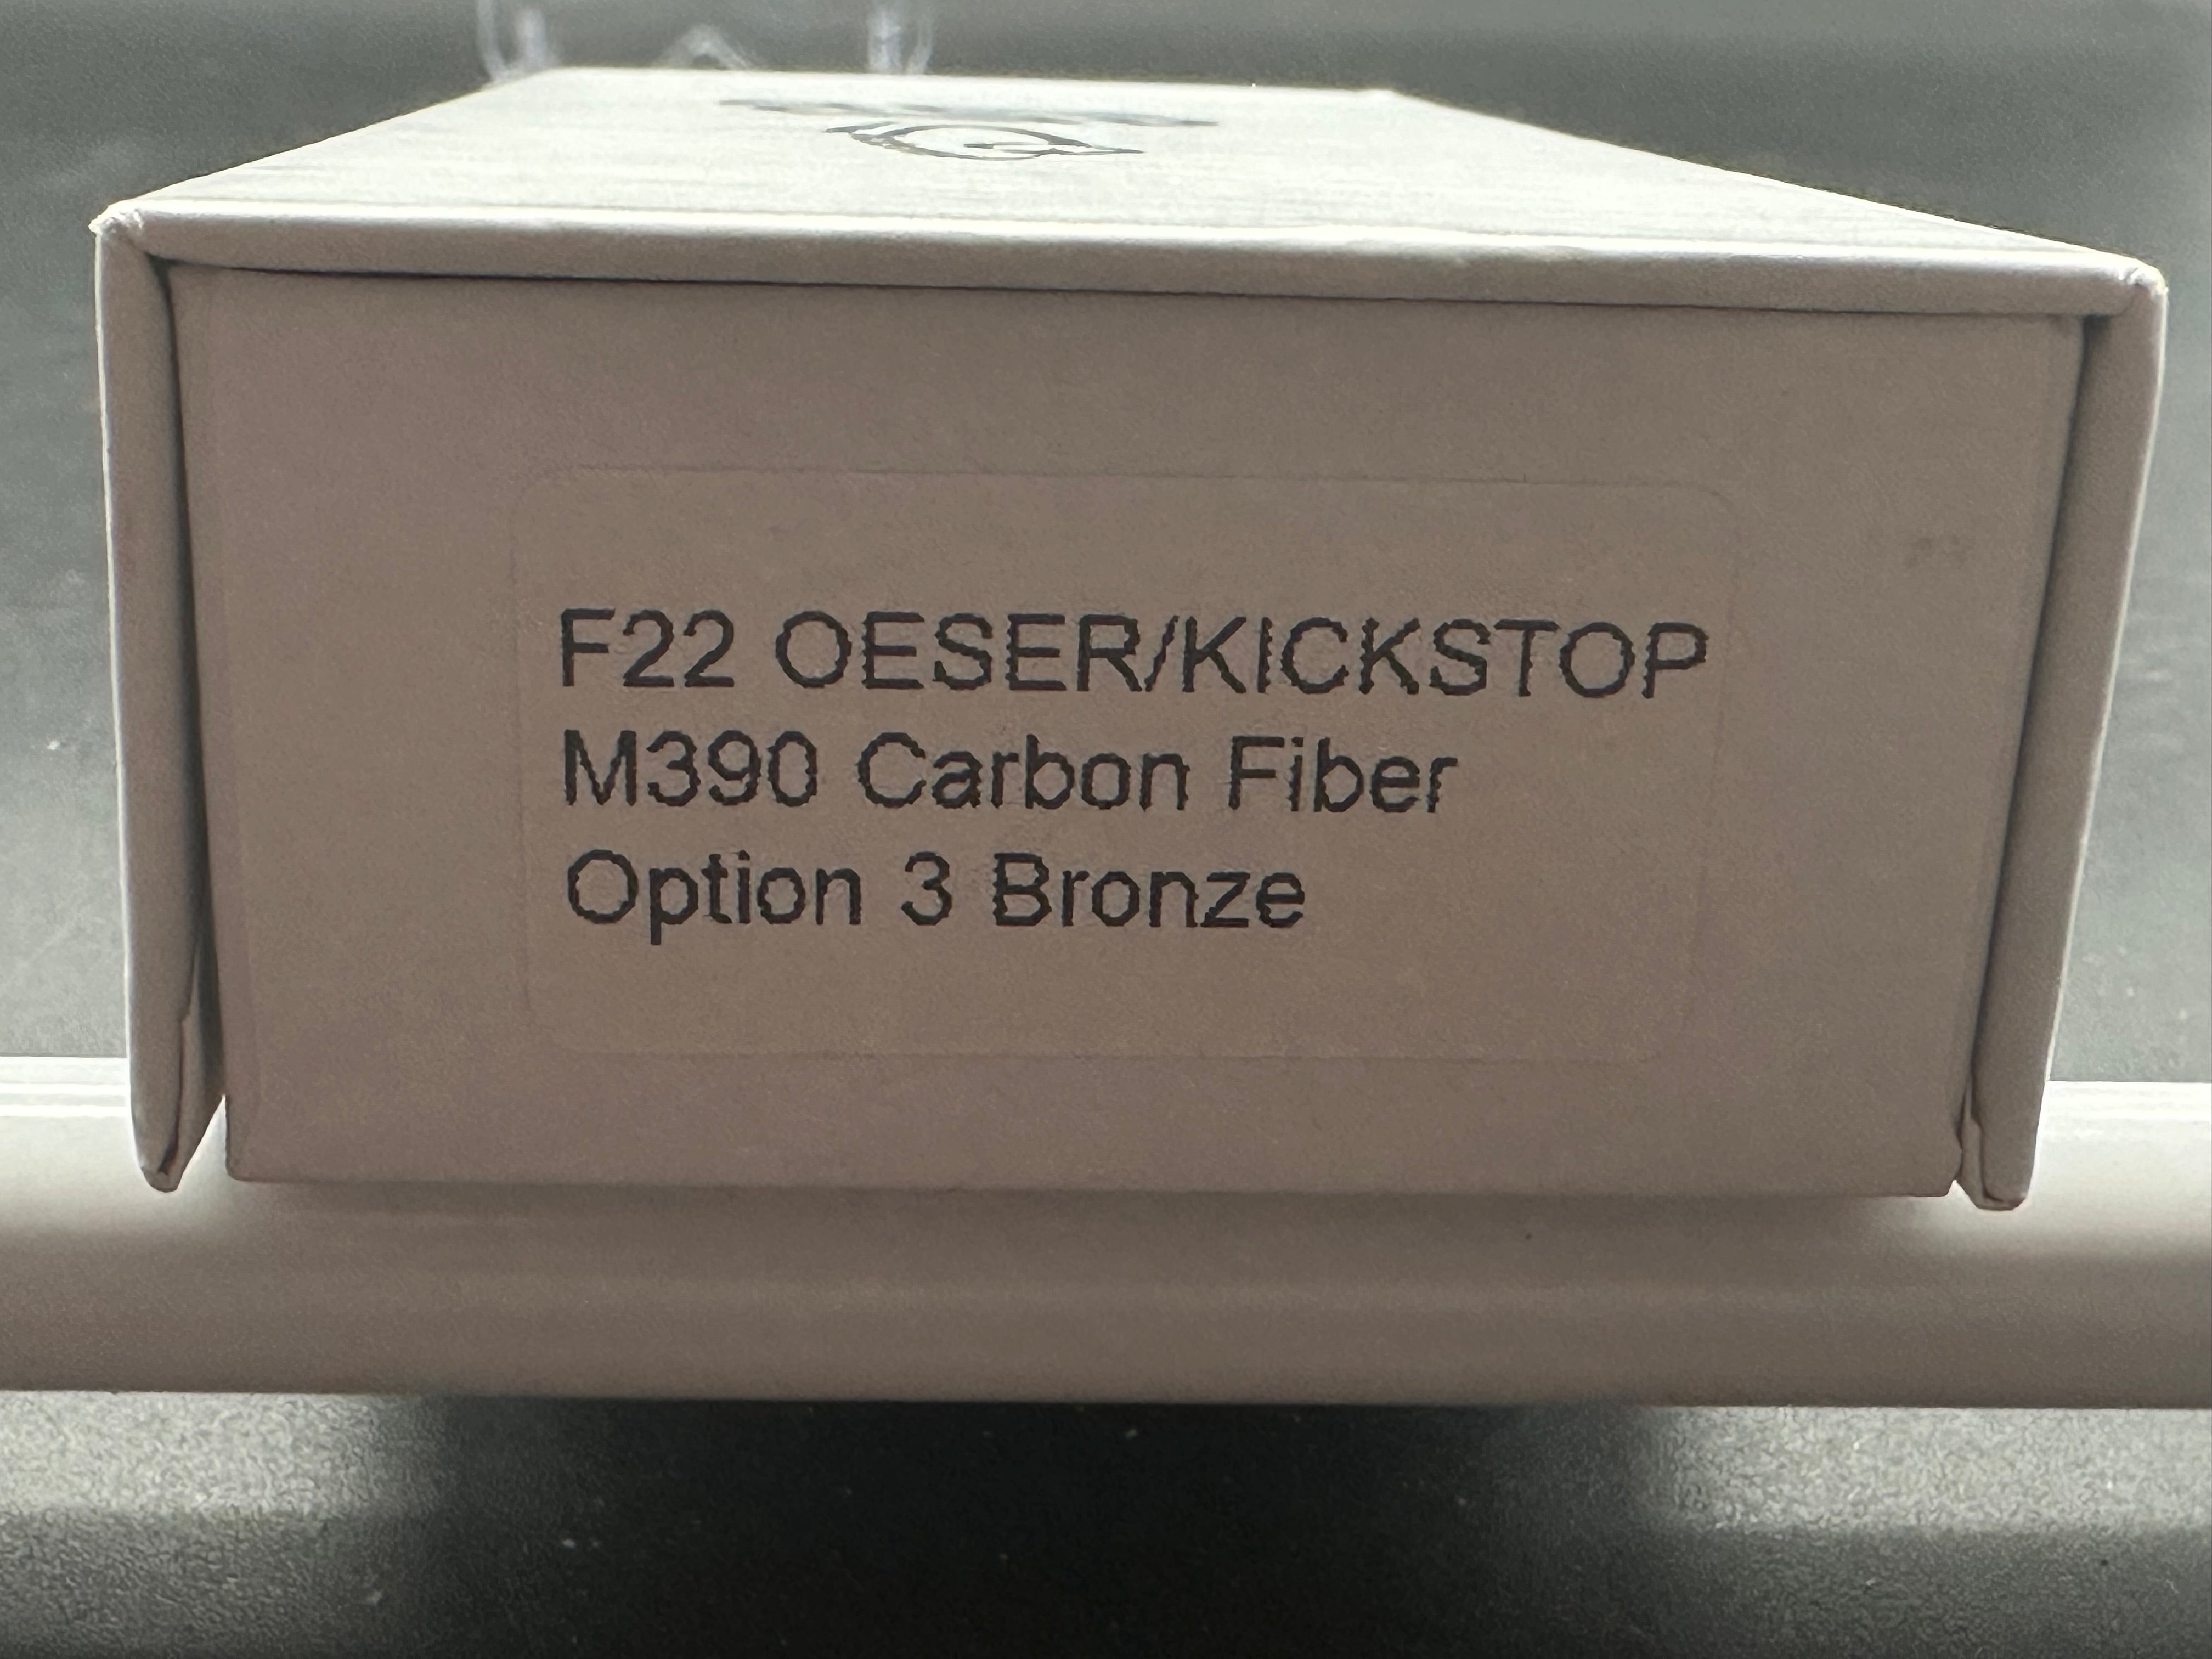 F22 OESER/KICKSTOP
M390 Carbon Fiber
Option 3 Bronze